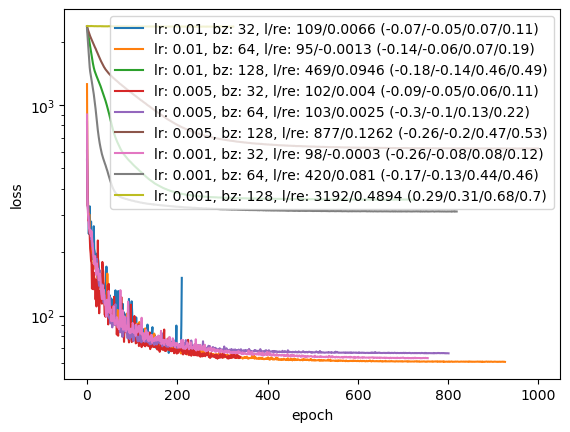 lr: 0.01, bz: 32, l/re: 109/0.0066 (-0.07/-0.05/0.07/0.11)
lr: 0.01, bz: 64, l/re: 95/-0.0013 (-0.14/-0.06/0.07/0.19)
lr: 0.01, bz: 128, l/re: 469/0.0946 (-0.18/-0.14/0.46/0.49)
lr: 0.005, bz: 32, l/re: 102/0.004 (-0.09/-0.05/0.06/0.11)
lr: 0.005, bz: 64, l/re: 103/0.0025 (-0.3/-0.1/0.13/0.22)
lr: 0.005, bz: 128, l/re: 877/0.1262 (-0.26/-0.2/0.47/0.53)
lr: 0.001, bz: 32, l/re: 98/-0.0003 (-0.26/-0.08/0.08/0.12)
lr: 0.001, bz: 64, l/re: 420/0.081 (-0.17/-0.13/0.44/0.46)
lr: 0.001, bz: 128, l/re: 3192/0.4894 (0.29/0.31/0.68/0.7)
10³
loss
10²
0 200 400 600 800 1000
epoch